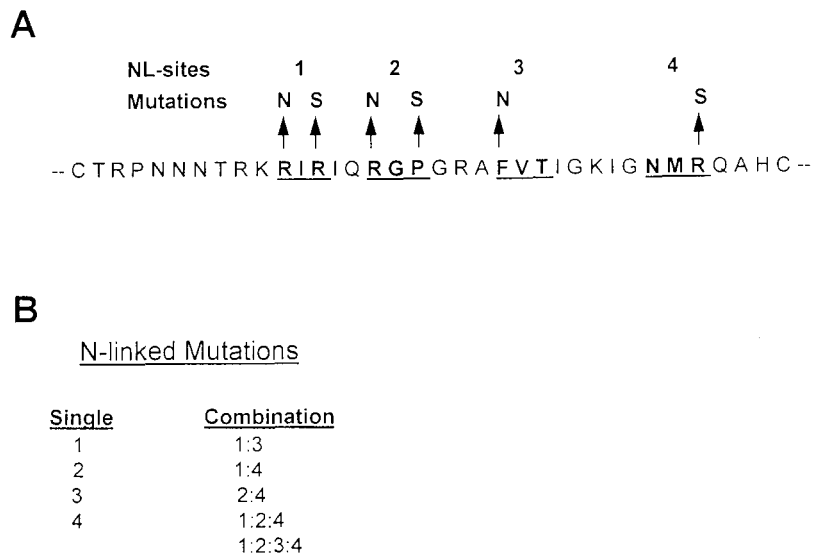 A
NL-sites 1 2 3 4
Mutations N S N S N S
-- C T R P N N N T R K R I R I Q R G P G R A F V T I G K I G N M R Q A H C --
B
N-linked Mutations
Single Combination
1 1:3
2 1:4
3 2:4
4 1:2:4
1:2:3:4